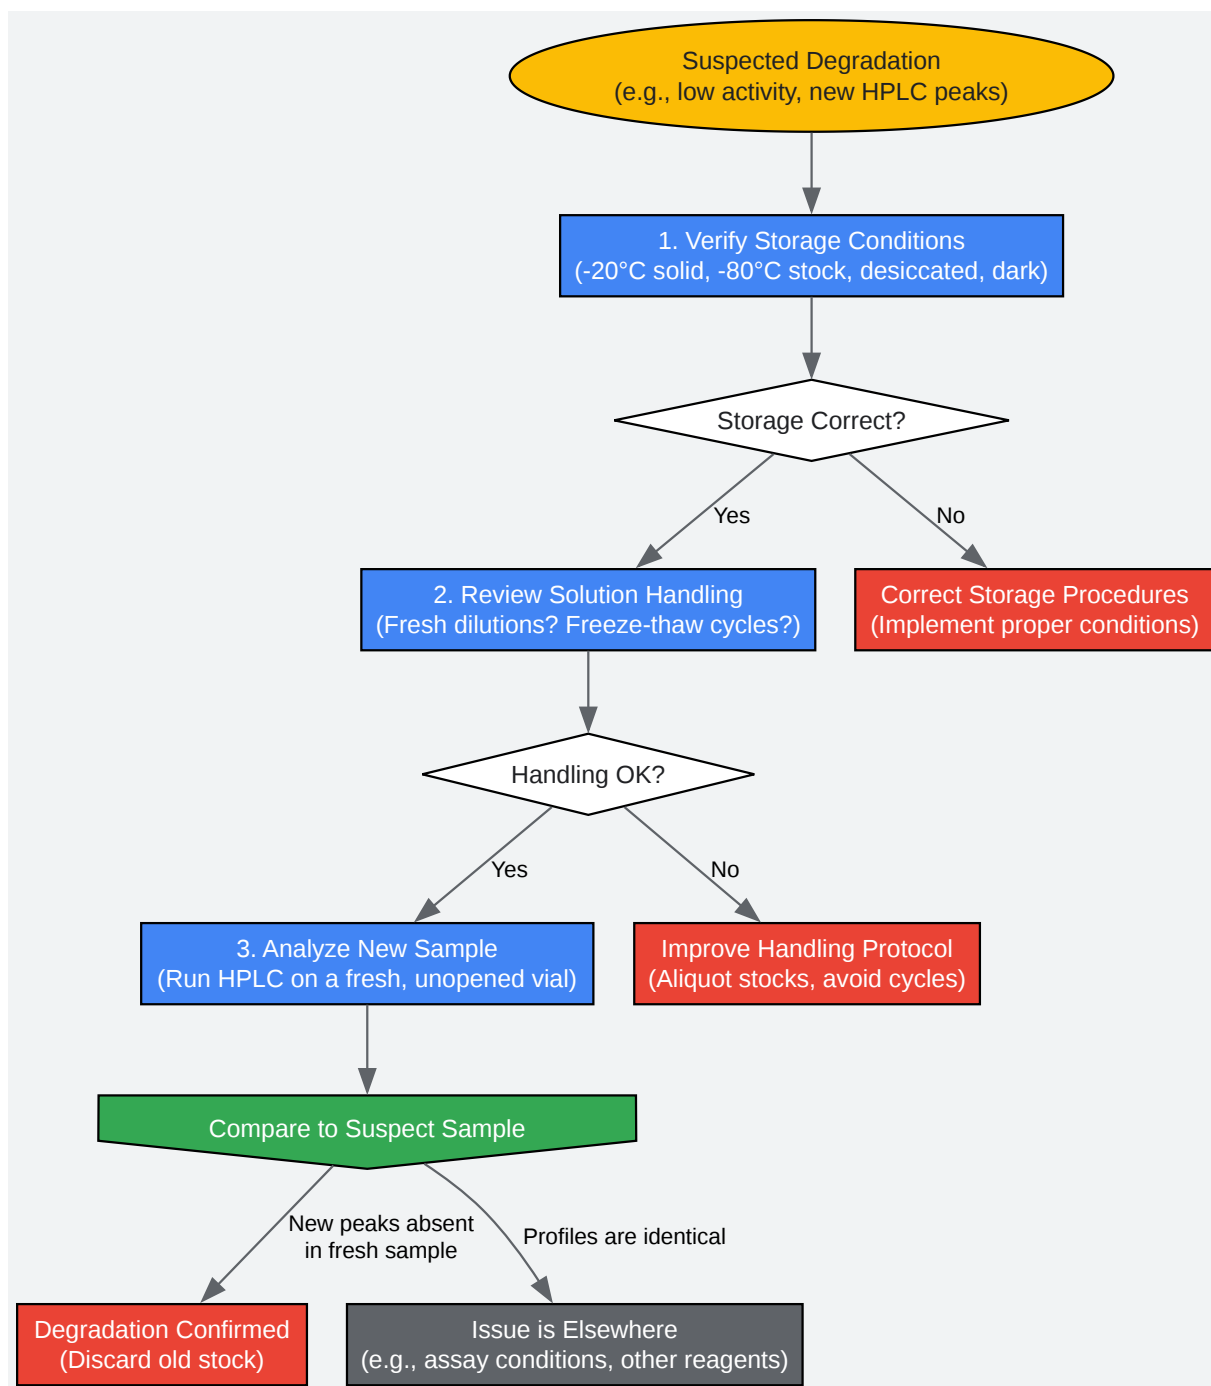 Suspected Degradation
(e.g., low activity, new HPLC peaks)
1. Verify Storage Conditions
(-20°C solid, -80°C stock, desiccated, dark)
Storage Correct?
Yes
No
2. Review Solution Handling
(Fresh dilutions? Freeze-thaw cycles?)
Correct Storage Procedures
(Implement proper conditions)
Handling OK?
Yes
No
3. Analyze New Sample
(Run HPLC on a fresh, unopened vial)
Improve Handling Protocol
(Aliquot stocks, avoid cycles)
Compare to Suspect Sample
New peaks absent
in fresh sample
Profiles are identical
Degradation Confirmed
(Discard old stock)
Issue is Elsewhere
(e.g., assay conditions, other reagents)